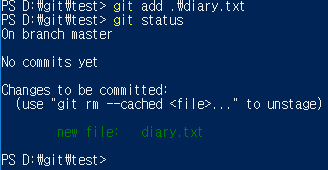 PS D:₩git₩test> git add .₩diary.txt
PS D:₩git₩test> git status
On branch master
No commits yet
Changes to be committed:
(use "git rm --cached <file>..." to unstage)
new file: diary.txt
PS D:₩git₩test>